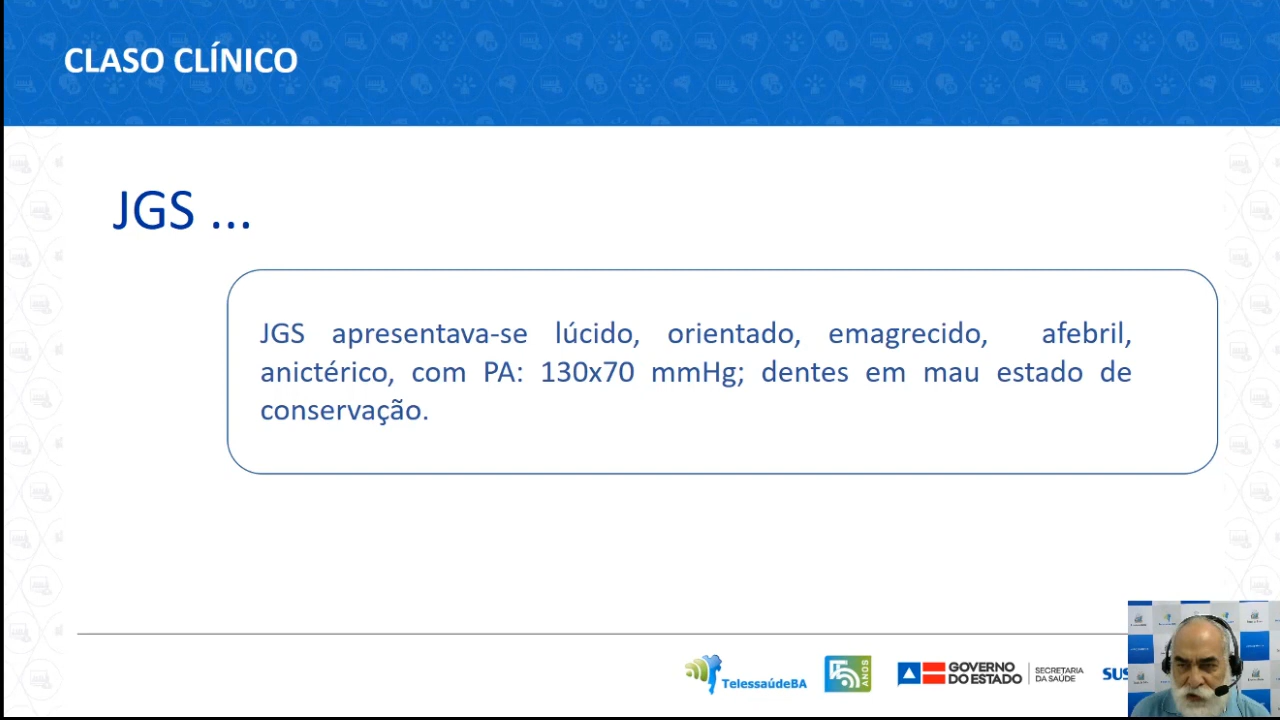 CLASO CLÍNICO
JGS ...
JGS apresentava-se lúcido, orientado, emagrecido, afebril,
anictérico, com PA: 130x70 mmHg; dentes em mau estado de
conservação.
TelessaúdeBA
15 ANOS
GOVERNO
DO ESTADO
SECRETARIA
DA SAÚDE
SUS